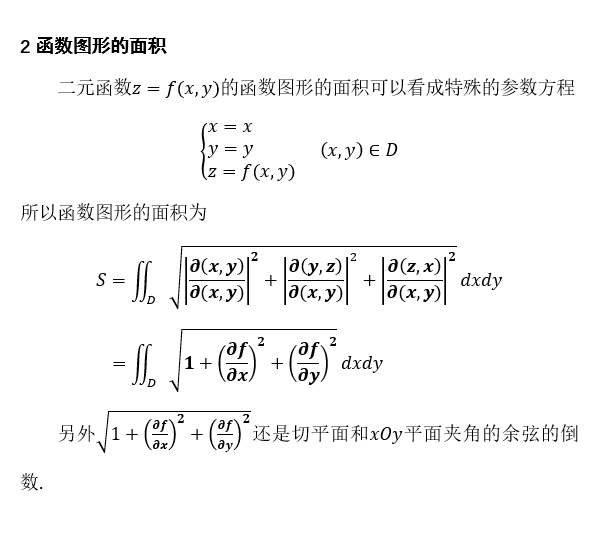 2 函数图形的面积
二元函数z = f(x, y)的函数图形的面积可以看成特殊的参数方程
{x = x
y = y (x, y) ∈ D
z = f(x, y)
所以函数图形的面积为
S = ∬_D √(|∂(x, y)/∂(x, y)|² + |∂(y, z)/∂(x, y)|² + |∂(z, x)/∂(x, y)|²) dxdy
= ∬_D √(1 + (∂f/∂x)² + (∂f/∂y)²) dxdy
另外√(1 + (∂f/∂x)² + (∂f/∂y)²)还是切平面和xOy平面夹角的余弦的倒
数.